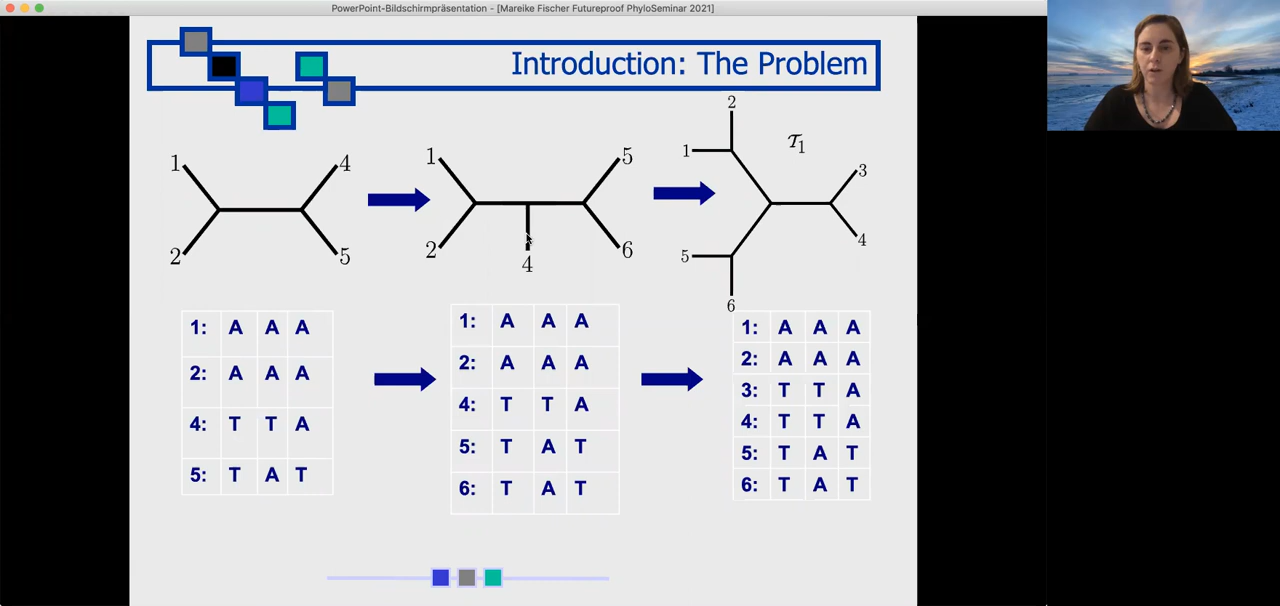 PowerPoint-Bildschirmpräsentation - [Mareike Fischer Futureproof PhyloSeminar 2021]
Introduction: The Problem
1 4
2 5
1 5
2 6
4
2
1 𝒯1
3
4
5
6
1: A A A
2: A A A
4: T T A
5: T A T
1: A A A
2: A A A
4: T T A
5: T A T
6: T A T
1: A A A
2: A A A
3: T T A
4: T T A
5: T A T
6: T A T